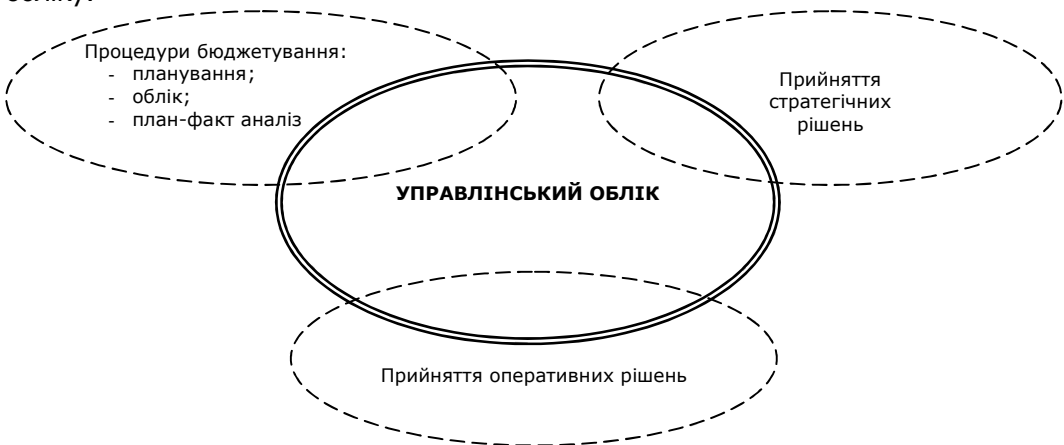 Процедури бюджетування:
- планування;
- облік;
- план-факт аналіз
Прийняття
стратегічних
рішень
УПРАВЛІНСЬКИЙ ОБЛІК
Прийняття оперативних рішень